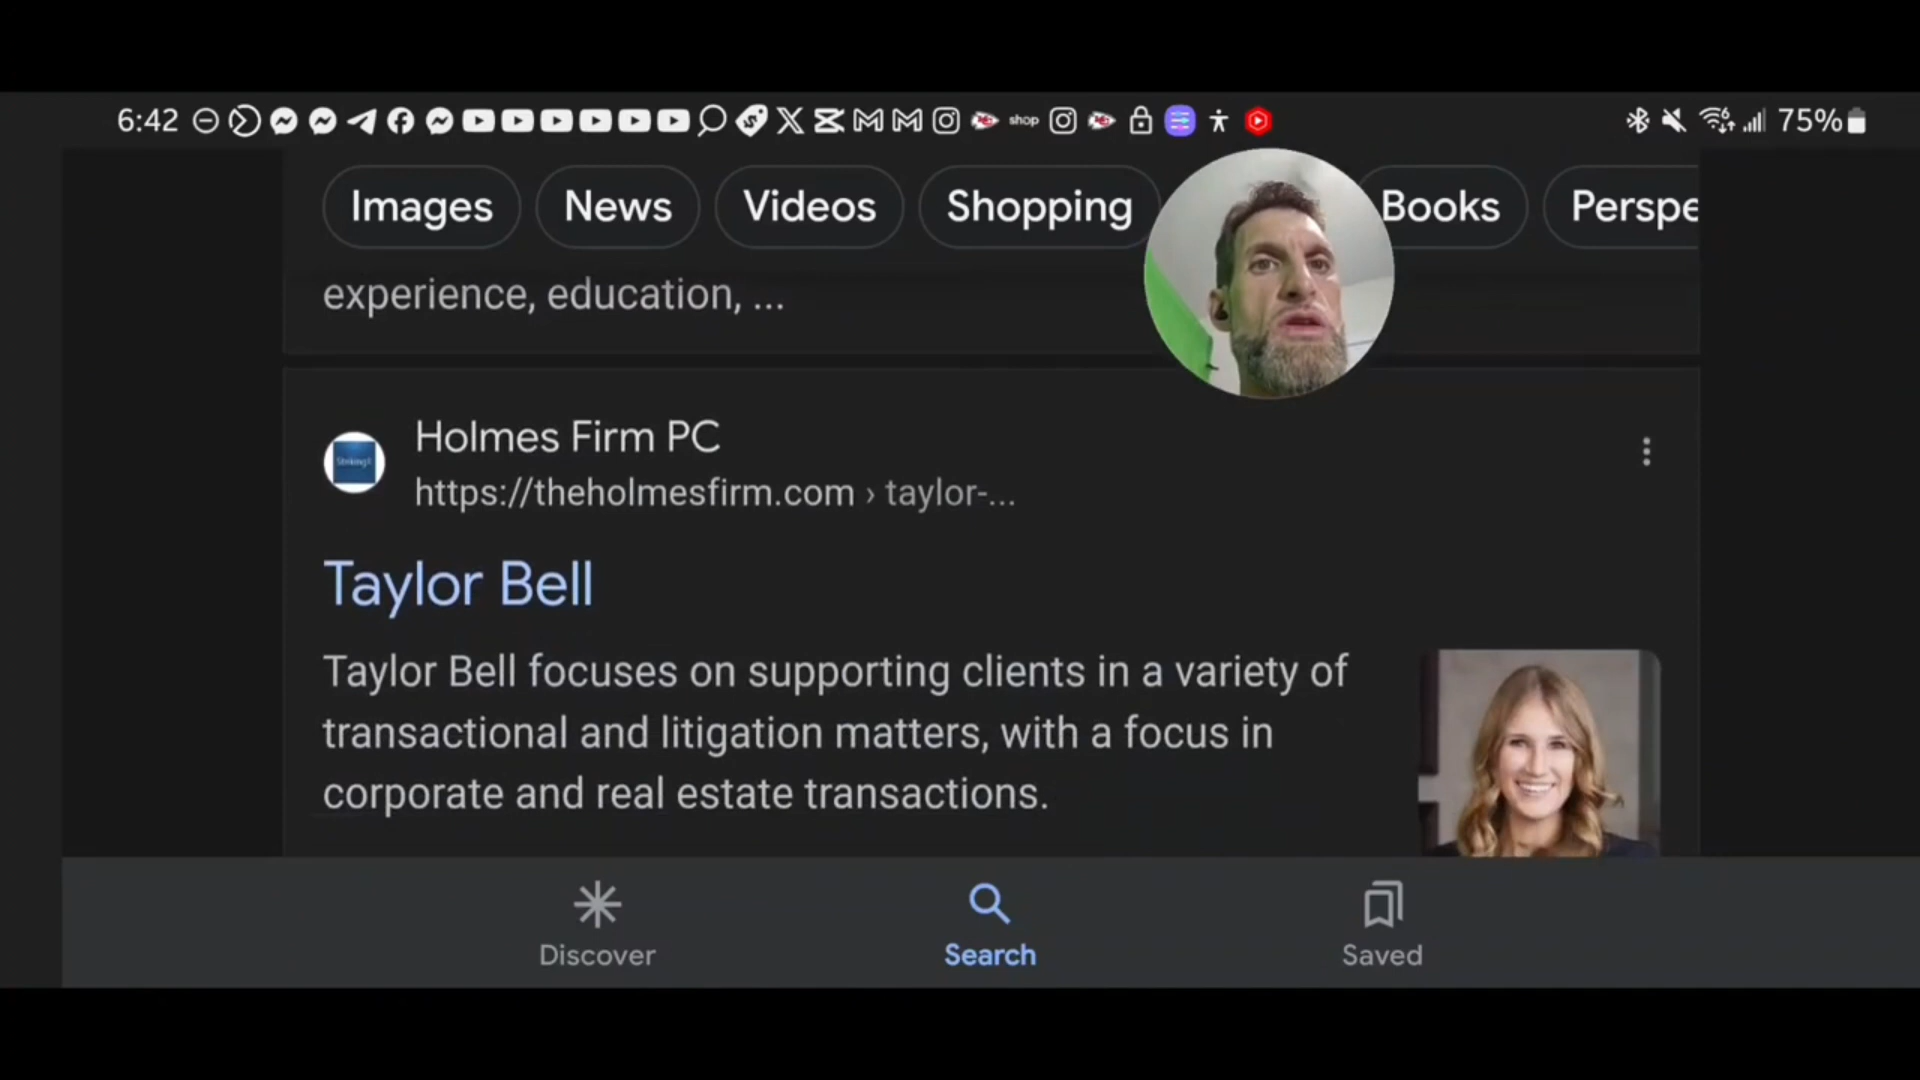 6:42 shop 75%
Images News Videos Shopping Books Perspe
experience, education, ...
Holmes Firm PC
https://theholmesfirm.com › taylor-...
Taylor Bell
Taylor Bell focuses on supporting clients in a variety of
transactional and litigation matters, with a focus in
corporate and real estate transactions.
Discover Search Saved